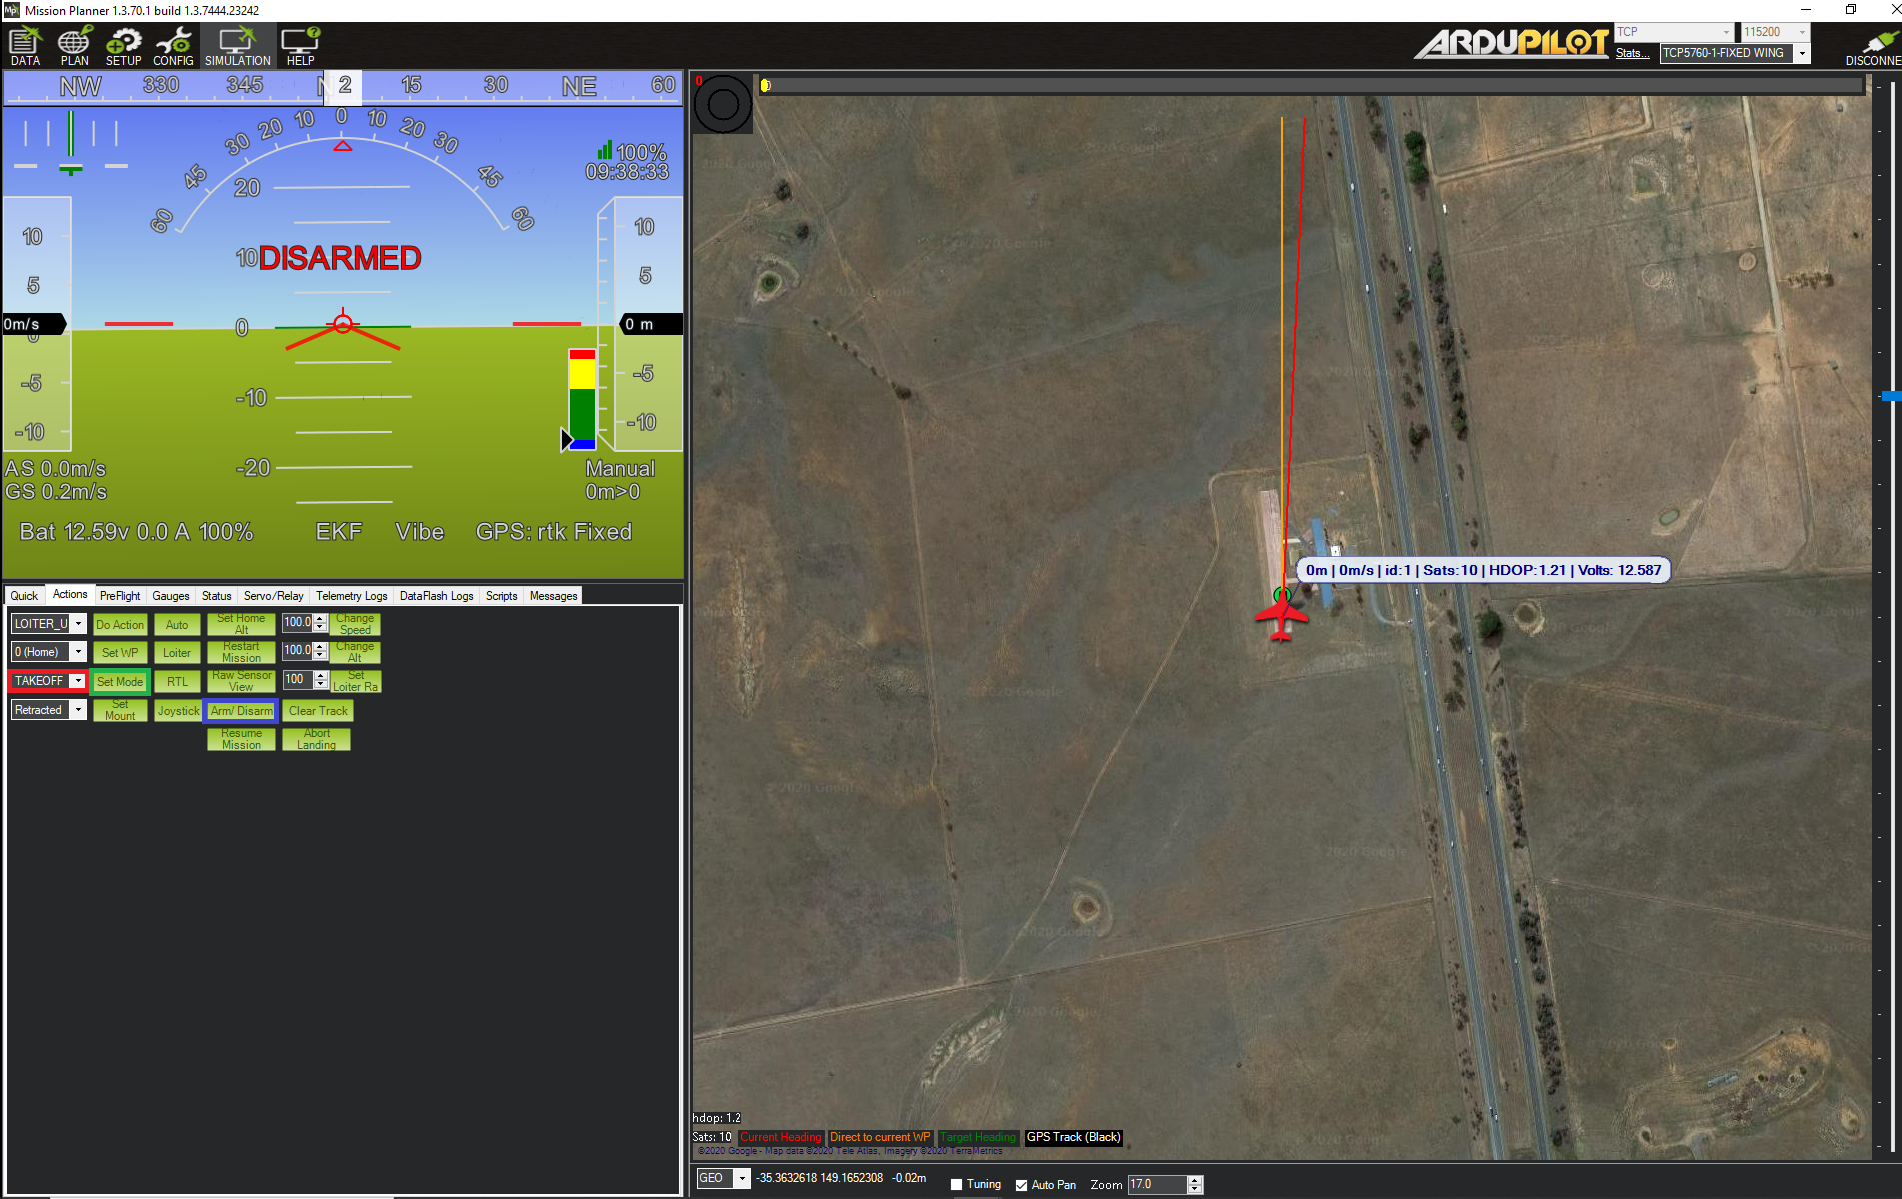 Mission Planner 1.3.70.1 build 1.3.7444.23242
DATA PLAN SETUP CONFIG SIMULATION HELP
ARDUPILOT
TCP 115200
Stats... TCP5760-1-FIXED WING
DISCONNE
NW 330 345 N 2 15 30 NE 60
60 45 30 20 10 0 10 20 30 45 60
100%
09:38:33
20
10 DISARMED
0
-10
-20
10
5
0m/s
0
-5
-10
10
5
0 m
-5
-10
AS 0.0m/s
GS 0.2m/s
Manual
0m>0
Bat 12.59v 0.0 A 100% EKF Vibe GPS: rtk Fixed
Quick Actions PreFlight Gauges Status Servo/Relay Telemetry Logs DataFlash Logs Scripts Messages
LOITER_U Do Action Auto Set Home Alt 100.0 Change Speed
0 (Home) Set WP Loiter Restart Mission 100.0 Change Alt
TAKEOFF Set Mode RTL Raw Sensor View 100 Set Loiter Ra
Retracted Set Mount Joystick Arm/ Disarm Clear Track
Resume Mission Abort Landing
0
0m | 0m/s | id:1 | Sats:10 | HDOP:1.21 | Volts: 12.587
hdop: 1.2
Sats: 10 Current Heading Direct to current WP Target Heading GPS Track (Black)
©2020 Google - Map data ©2020 Tele Atlas, Imagery ©2020 TerraMetrics
GEO -35.3632618 149.1652308 -0.02m Tuning Auto Pan Zoom 17.0